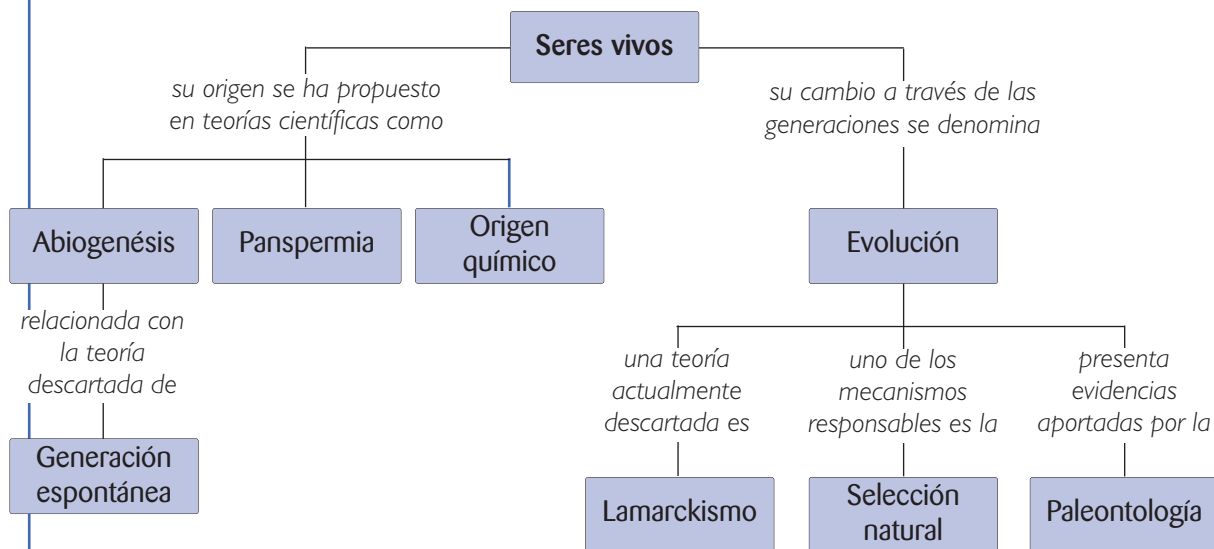 Seres vivos
su origen se ha propuesto
en teorías científicas como
su cambio a través de las
generaciones se denomina
Abiogenésis
Panspermia
Origen
químico
Evolución
relacionada con
la teoría
descartada de
una teoría
actualmente
descartada es
uno de los
mecanismos
responsables es la
presenta
evidencias
aportadas por la
Generación
espontánea
Lamarckismo
Selección
natural
Paleontología